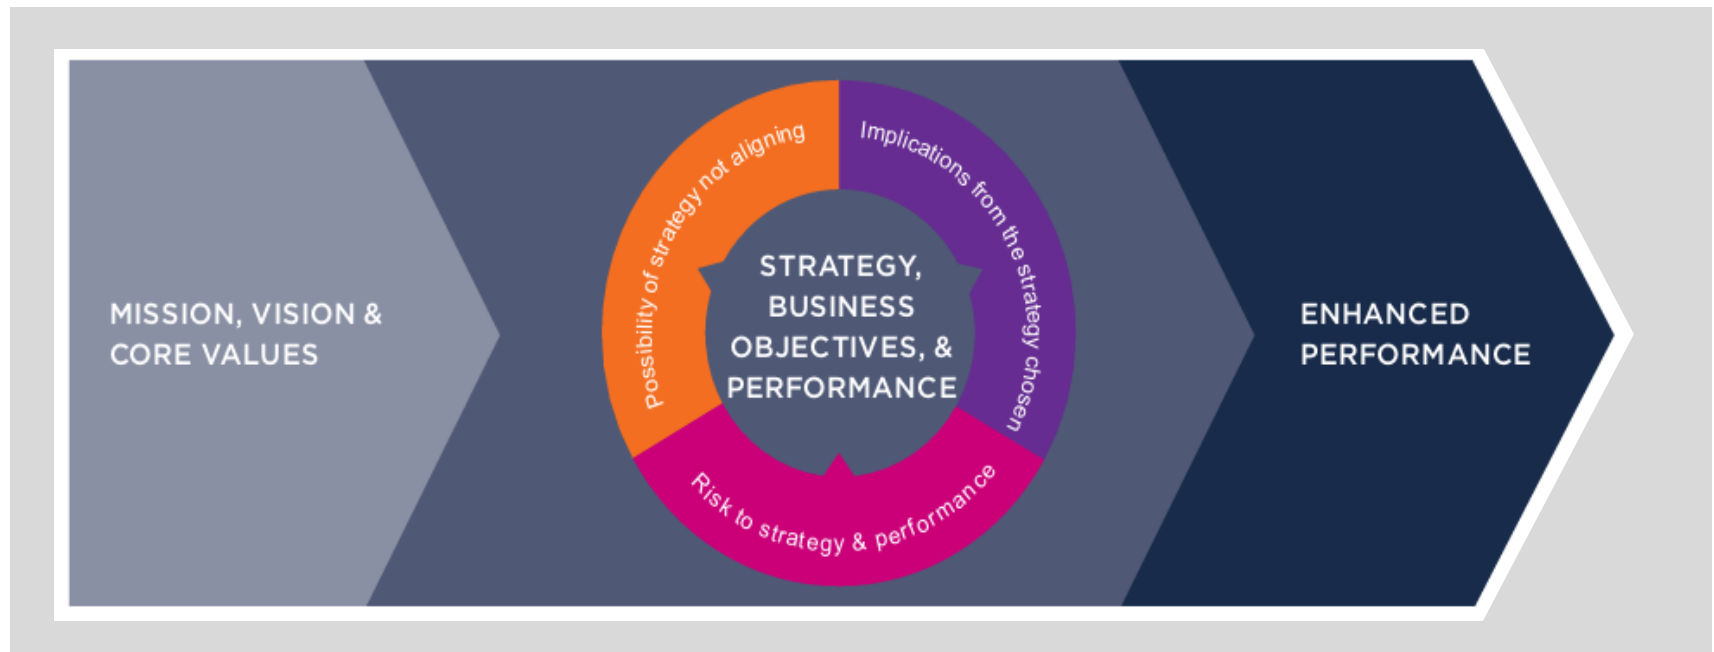 MISSION, VISION &
CORE VALUES
Possibility of strategy not aligning
Implications from the strategy chosen
Risk to strategy & performance
STRATEGY,
BUSINESS
OBJECTIVES, &
PERFORMANCE
ENHANCED
PERFORMANCE